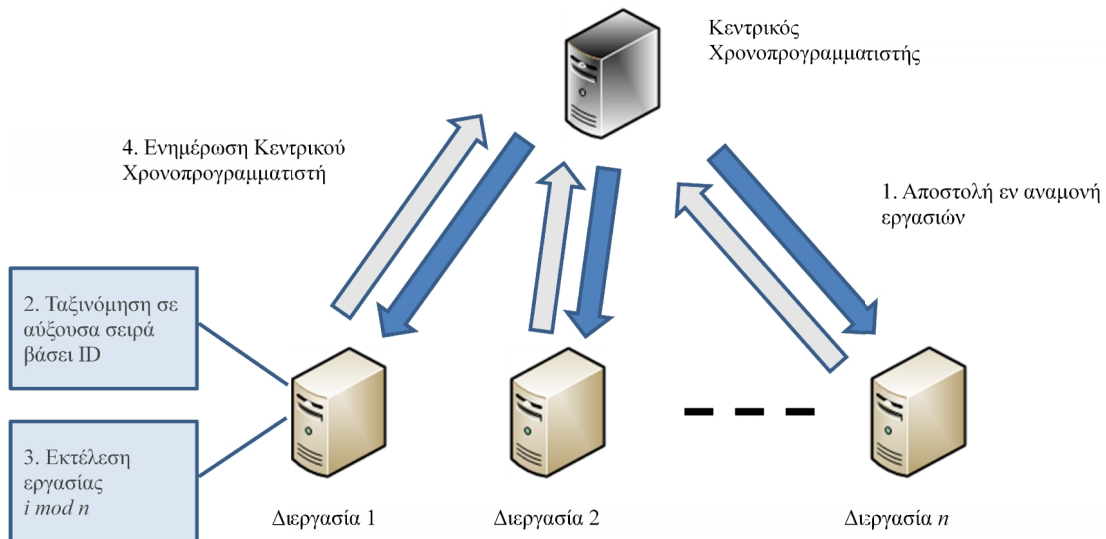 Κεντρικός
Χρονοπρογραμματιστής
4. Ενημέρωση Κεντρικού
Χρονοπρογραμματιστή
1. Αποστολή εν αναμονή
εργασιών
2. Ταξινόμηση σε
αύξουσα σειρά
βάσει ID
3. Εκτέλεση
εργασίας
i mod n
Διεργασία 1
Διεργασία 2
Διεργασία n